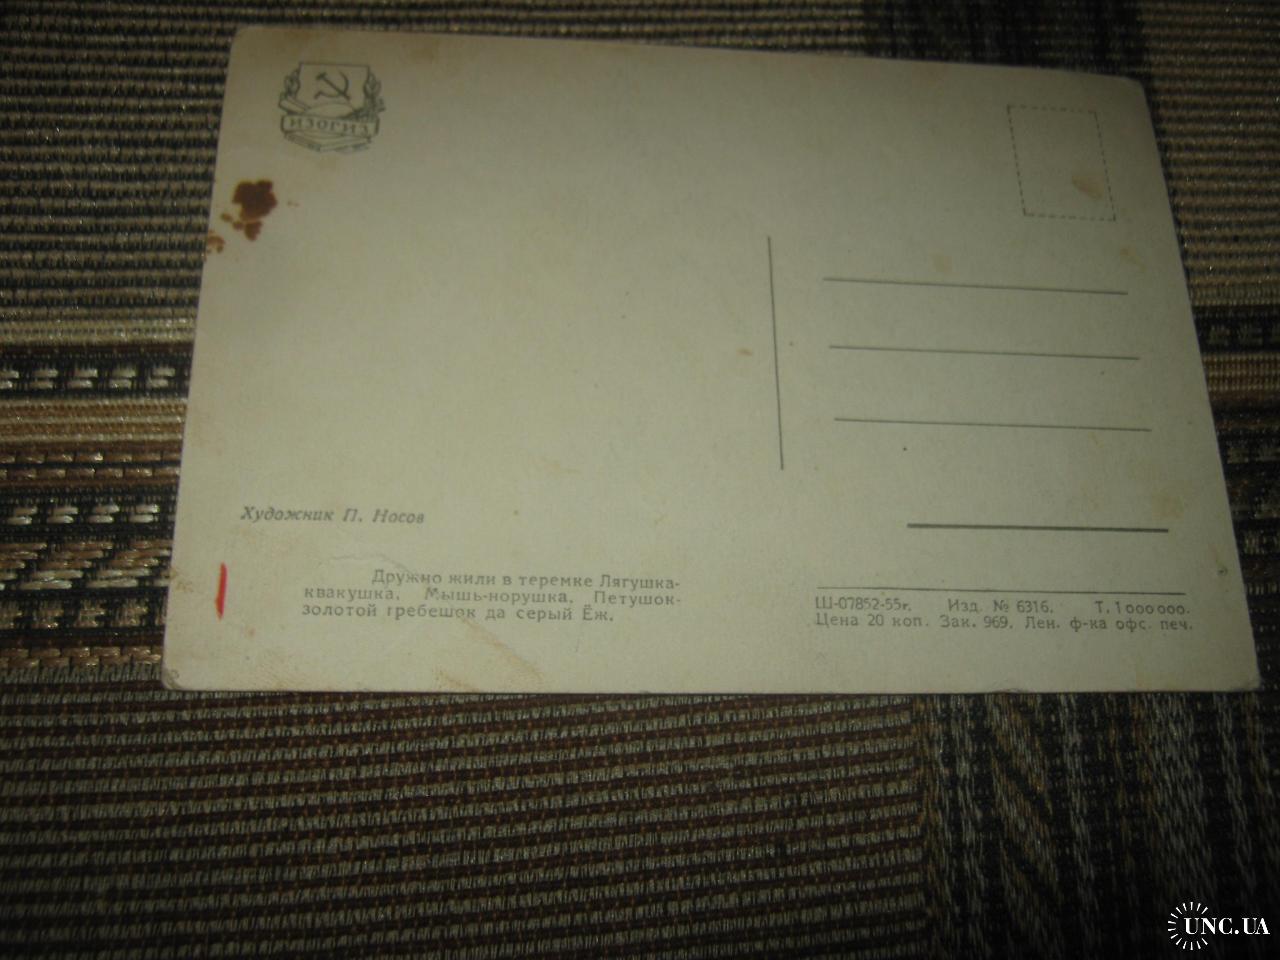 ИЗОГИЗ
Художник П. Носов
Дружно жили в теремке Лягушка-
квакушка, Мышь-норушка, Петушок-
золотой гребешок да серый Ёж.
Ш-07852-55г. Изд. № 6316. Т. 1 000 000.
Цена 20 коп. Зак. 969. Лен. ф-ка офс. печ.
UNC.UA